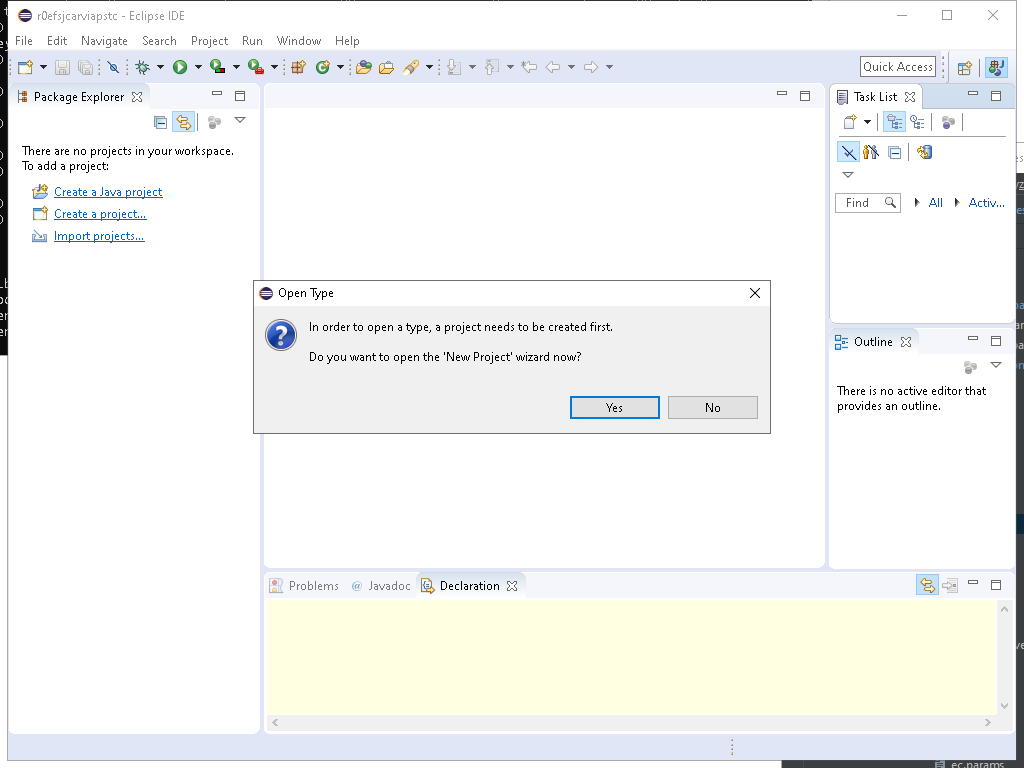 r0efsjcarviapstc - Eclipse IDE
File Edit Navigate Search Project Run Window Help
Quick Access
Package Explorer
Task List
There are no projects in your workspace.
To add a project:
Create a Java project
Create a project...
Import projects...
Find All Activ...
Open Type
In order to open a type, a project needs to be created first.
Do you want to open the 'New Project' wizard now?
Yes No
Outline
There is no active editor that
provides an outline.
Problems @ Javadoc Declaration
ec.params